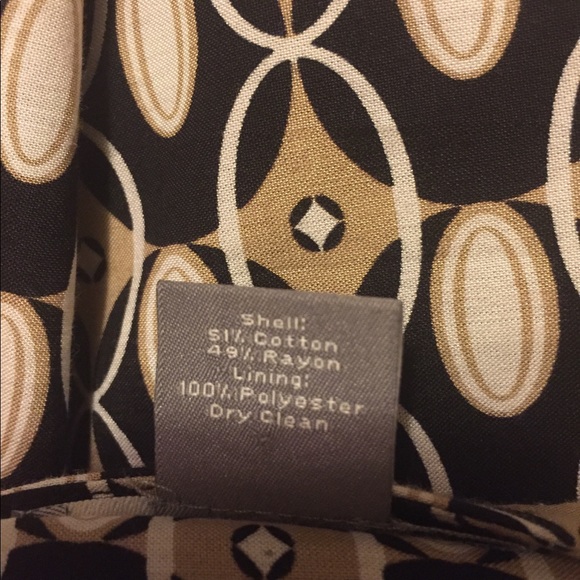 Shell:
51% Cotton
49% Rayon
Lining:
100% Polyester
Dry Clean